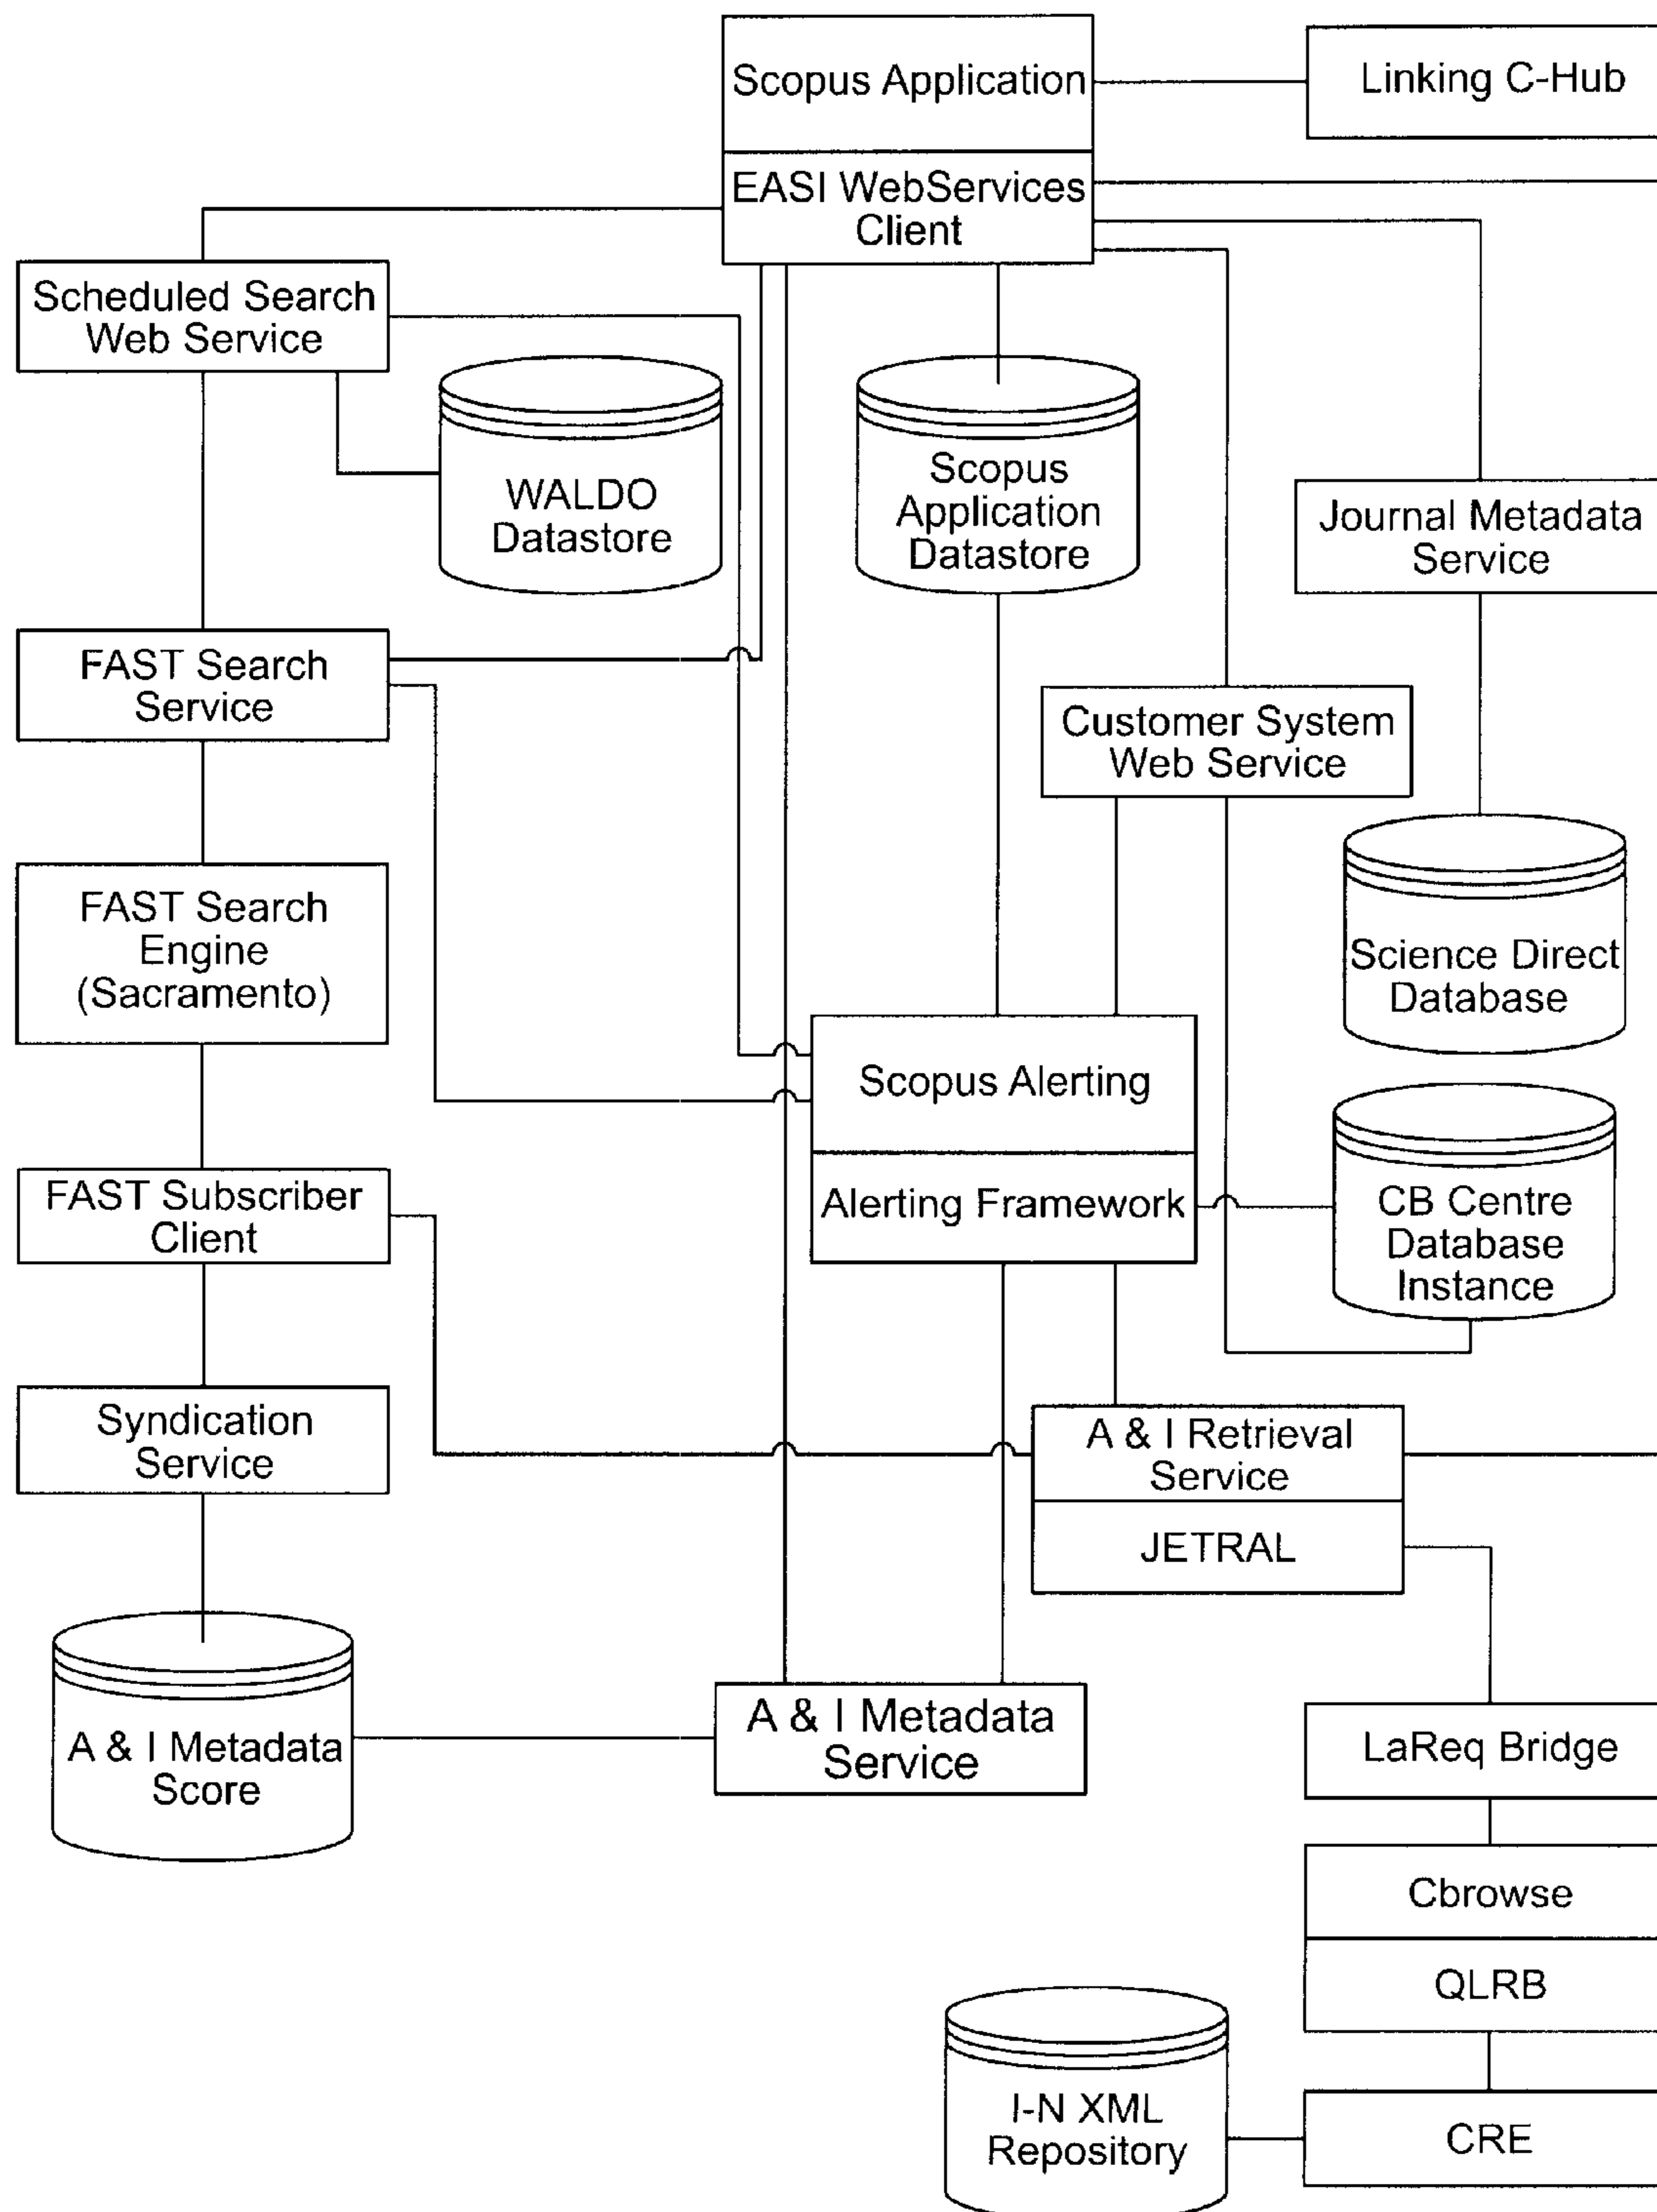 Scopus Application
Linking C-Hub
EASI WebServices
Client
Scheduled Search
Web Service
WALDO
Datastore
Scopus
Application
Datastore
Journal Metadata
Service
FAST Search
Service
Customer System
Web Service
FAST Search
Engine
(Sacramento)
Science Direct
Database
Scopus Alerting
Alerting Framework
CB Centre
Database
Instance
FAST Subscriber
Client
Syndication
Service
A & I Retrieval
Service
JETRAL
A & I Metadata
Score
A & I Metadata
Service
LaReq Bridge
Cbrowse
QLRB
I-N XML
Repository
CRE